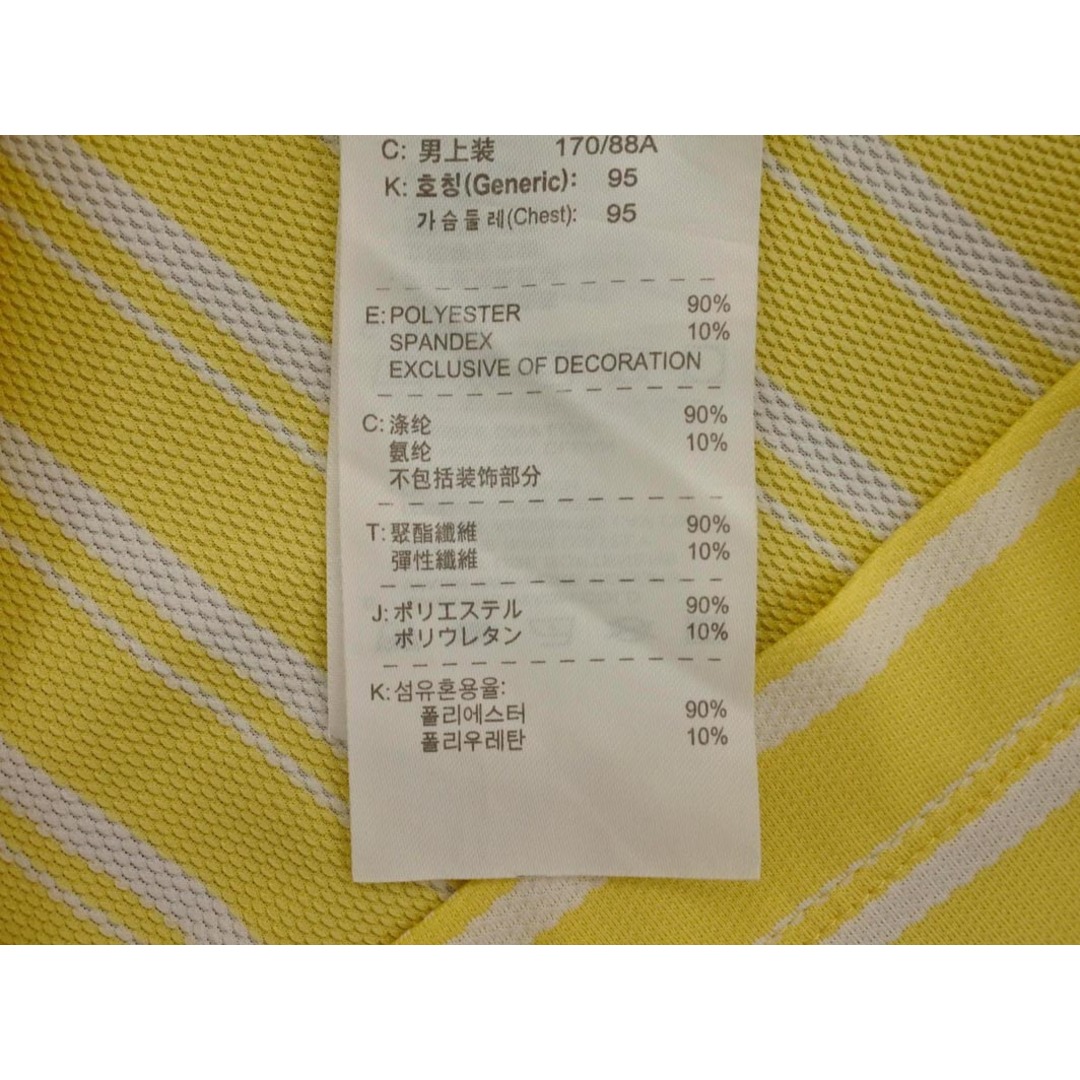 C: 男上装 170/88A
K: 호칭(Generic): 95
가슴둘레(Chest): 95
E: POLYESTER 90%
SPANDEX 10%
EXCLUSIVE OF DECORATION
C: 涤纶 90%
氨纶 10%
不包括装饰部分
T: 聚酯纖維 90%
彈性纖維 10%
J: ポリエステル 90%
ポリウレタン 10%
K: 섬유혼용율:
폴리에스터 90%
폴리우레탄 10%